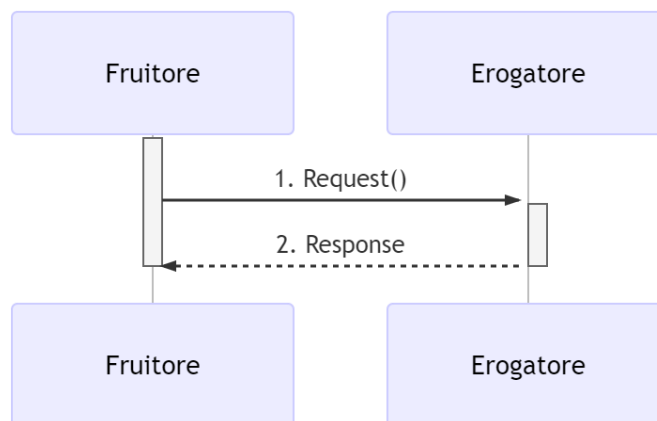 Fruitore
Erogatore
1. Request()
2. Response
Fruitore
Erogatore